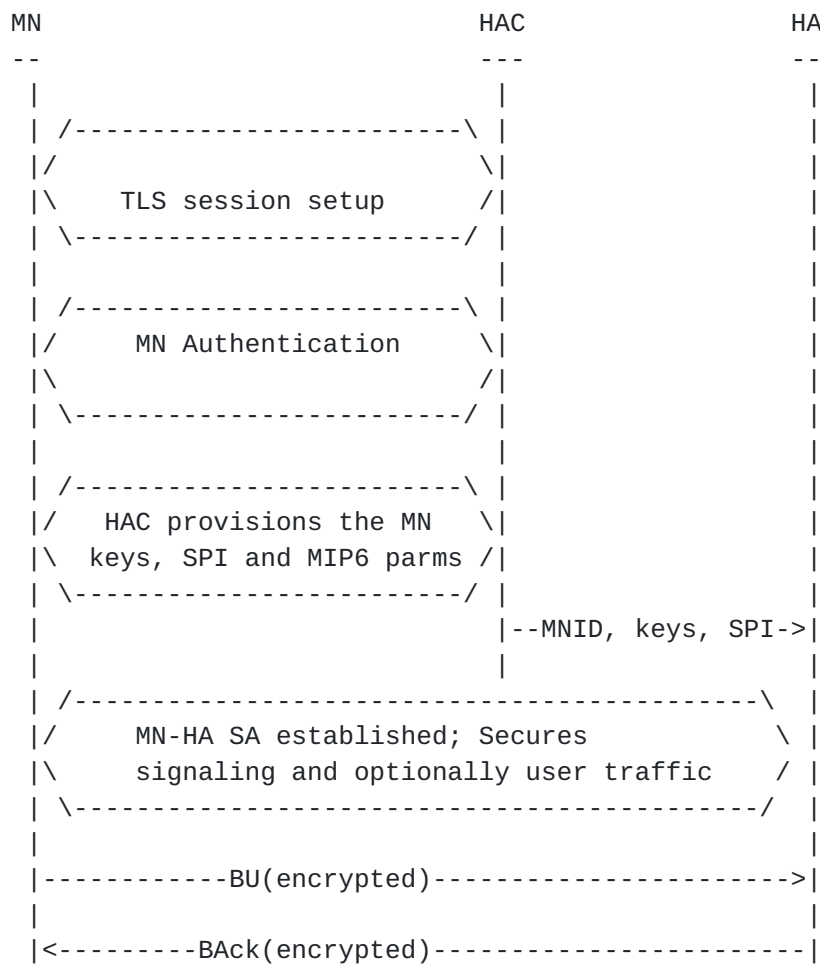 MN                            HAC                 HA
--                            ---                 --
 |                             |                   |
 | /-------------------------\ |                   |
 |/                           \|                   |
 |\    TLS session setup      /|                   |
 | \-------------------------/ |                   |
 |                             |                   |
 | /-------------------------\ |                   |
 |/     MN Authentication     \|                   |
 |\                           /|                   |
 | \-------------------------/ |                   |
 |                             |                   |
 | /-------------------------\ |                   |
 |/   HAC provisions the MN   \|                   |
 |\  keys, SPI and MIP6 parms /|                   |
 | \-------------------------/ |                   |
 |                             |--MNID, keys, SPI->|
 |                             |                   |
 | /--------------------------------------------\  |
 |/     MN-HA SA established; Secures            \ |
 |\     signaling and optionally user traffic    / |
 | \--------------------------------------------/  |
 |                                                 |
 |------------BU(encrypted)----------------------->|
 |                                                 |
 |<---------BAck(encrypted)------------------------|